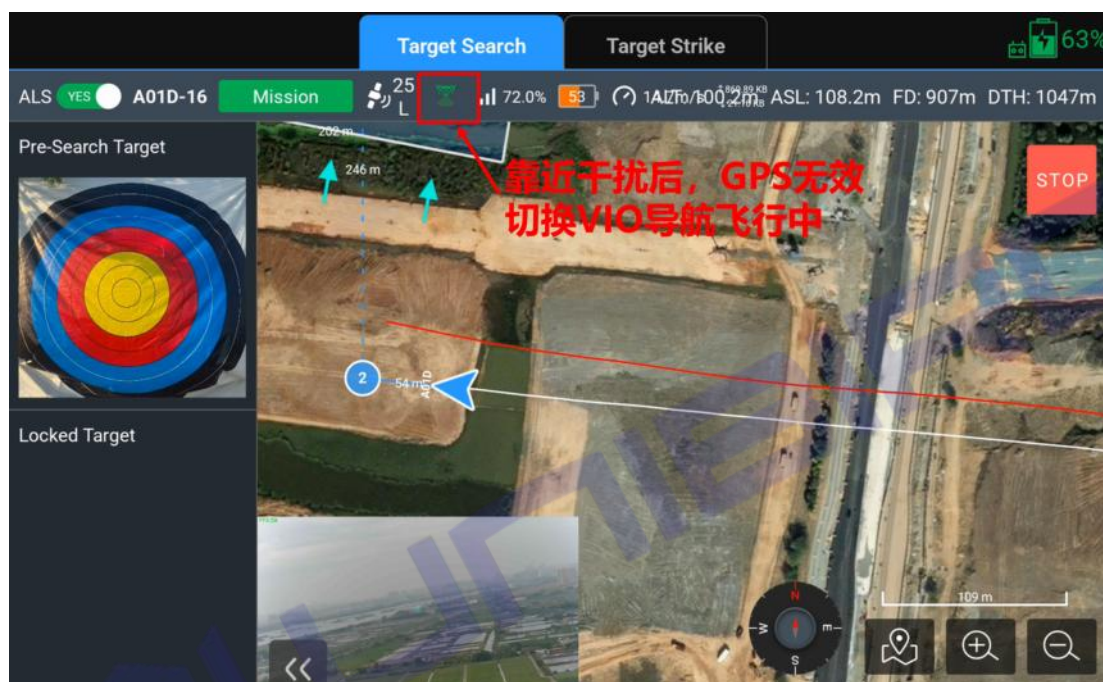 Target Search
Target Strike
63%
ALS YES A01D-16 Mission
25
L
72.0%
53
ASL: 108.2m FD: 907m DTH: 1047m
Pre-Search Target
202 m
246 m
靠近干扰后，GPS无效
切换VIO导航飞行中
STOP
2
54 m
A01D
Locked Target
109 m
N
W
E
S